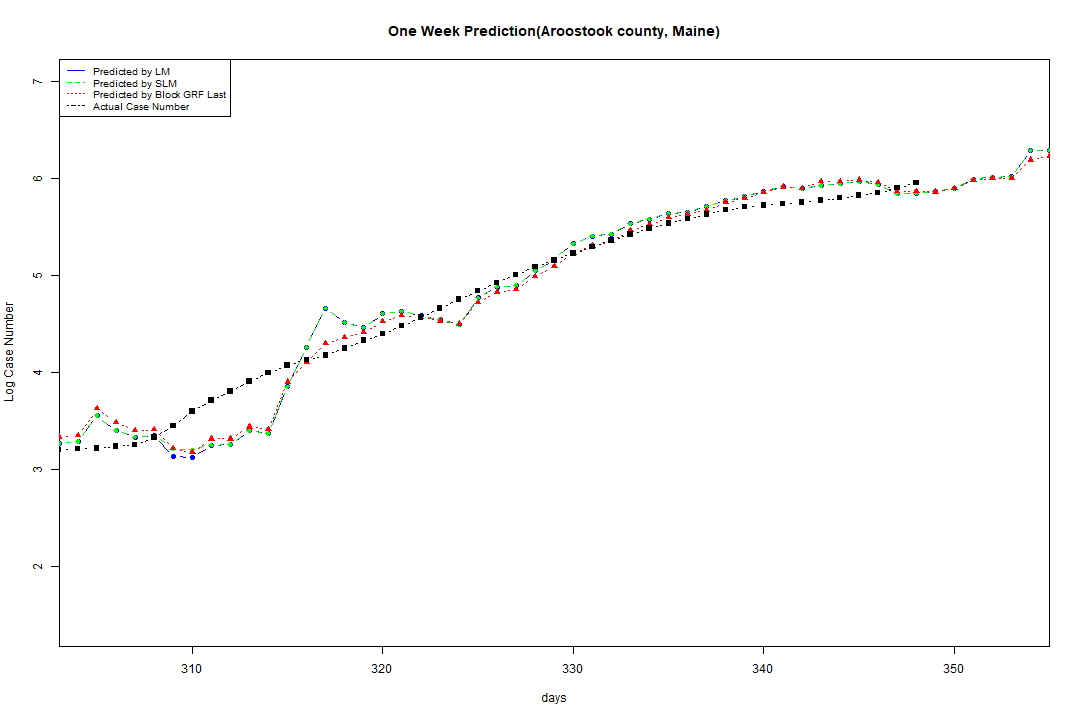 One Week Prediction(Aroostook county, Maine)
Predicted by LM
Predicted by SLM
Predicted by Block GRF Last
Actual Case Number
7
6
5
4
3
2
Log Case Number
310 320 330 340 350
days